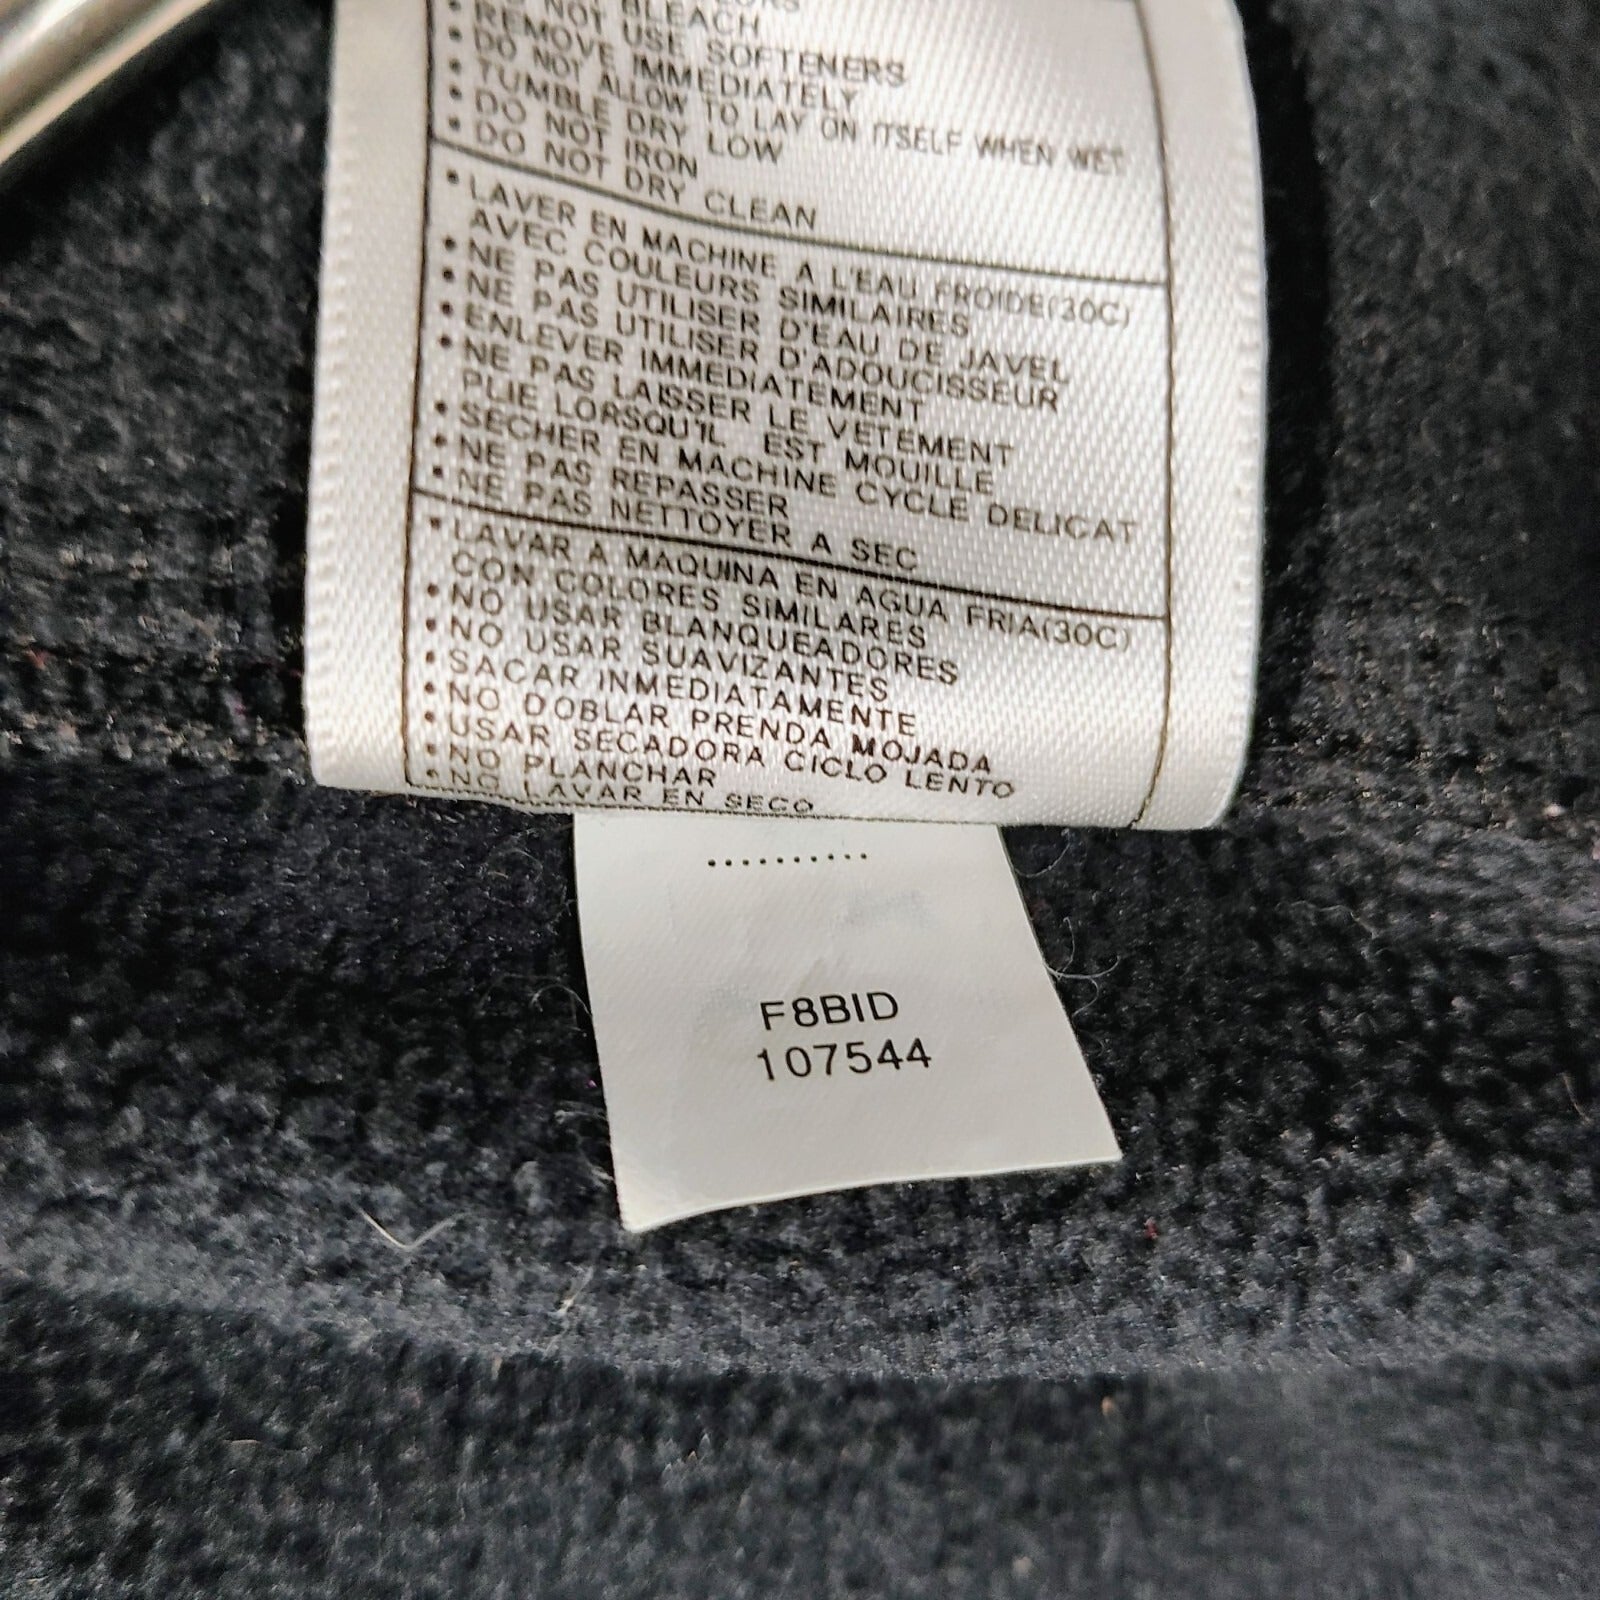 NOT BLEACH
• NOT USE SOFTENERS
• REMOVE IMMEDIATELY
• DO NOT ALLOW TO LAY ON ITSELF WHEN WET
• TUMBLE DRY LOW
• DO NOT IRON
• DO NOT DRY CLEAN
• LAVER EN MACHINE A L'EAU FROIDE(30C)
AVEC COULEURS SIMILAIRES
• NE PAS UTILISER D'EAU DE JAVEL
• NE PAS UTILISER D'ADOUCISSEUR
• ENLEVER IMMEDIATEMENT
• NE PAS LAISSER LE VETEMENT
PLIE LORSQU'IL EST MOUILLE
• SECHER EN MACHINE CYCLE DELICAT
• NE PAS REPASSER
• NE PAS NETTOYER A SEC
• LAVAR A MAQUINA EN AGUA FRIA(30C)
CON COLORES SIMILARES
• NO USAR BLANQUEADORES
• NO USAR SUAVIZANTES
• SACAR INMEDIATAMENTE
• NO DOBLAR PRENDA MOJADA
• USAR SECADORA CICLO LENTO
• NO PLANCHAR
• NO LAVAR EN SECO
..........
F8BID
107544